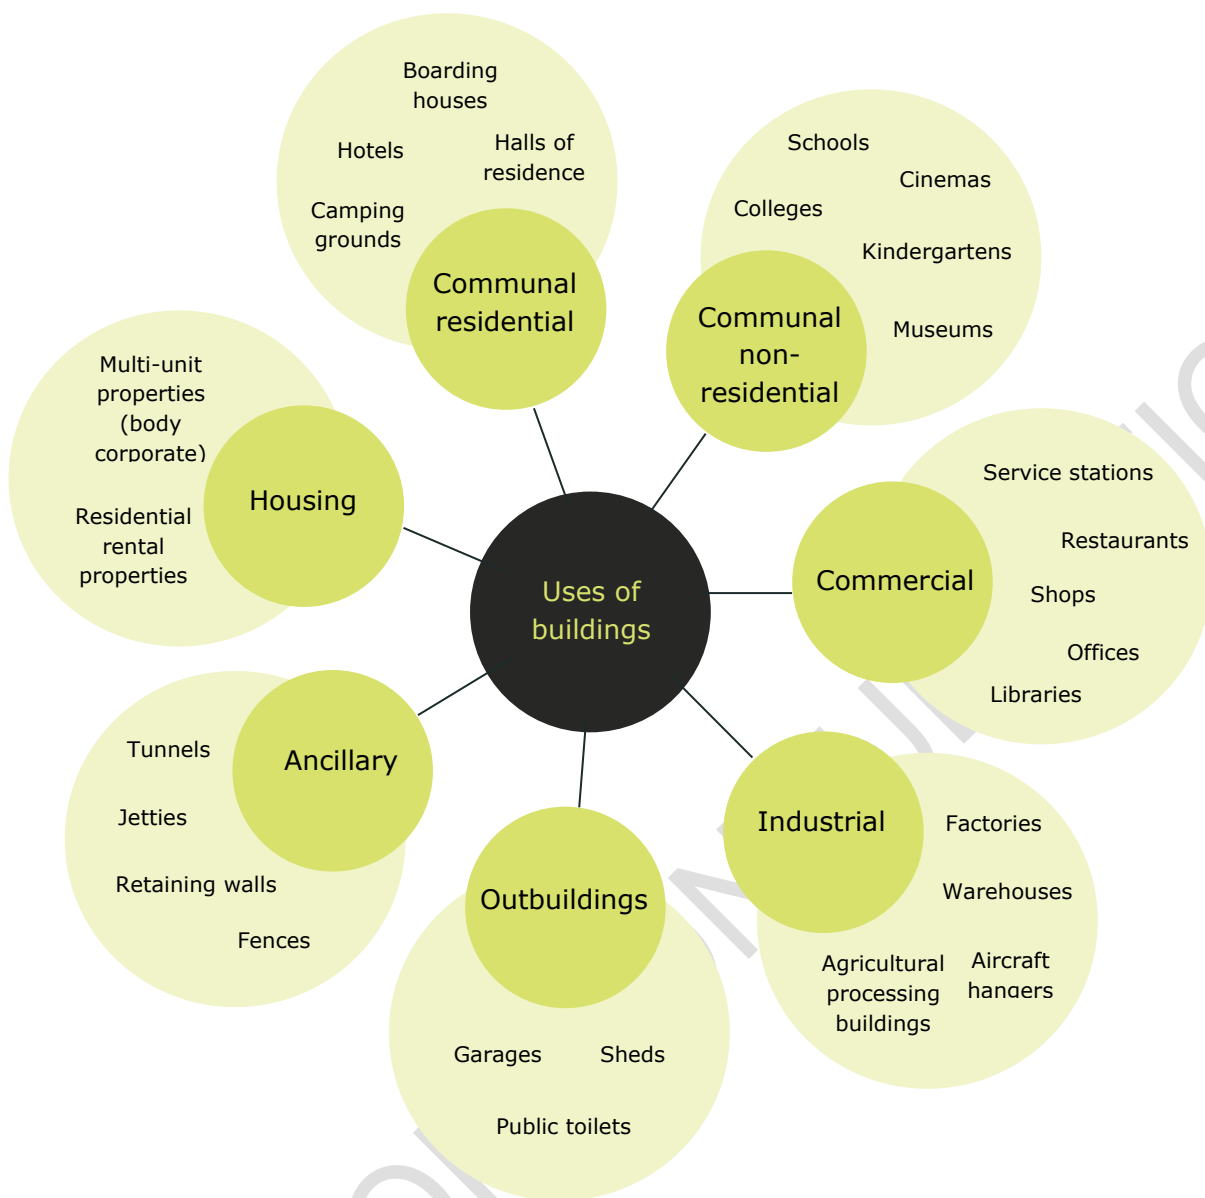 Boarding
houses
Hotels
Halls of
residence
Camping
grounds
Communal
residential
Schools
Cinemas
Colleges
Kindergartens
Museums
Communal
non-
residential
Multi-unit
properties
(body
corporate)
Residential
rental
properties
Housing
Uses of
buildings
Commercial
Service stations
Restaurants
Shops
Offices
Libraries
Ancillary
Tunnels
Jetties
Retaining walls
Fences
Outbuildings
Garages
Sheds
Public toilets
Industrial
Factories
Warehouses
Agricultural
processing
buildings
Aircraft
hangers